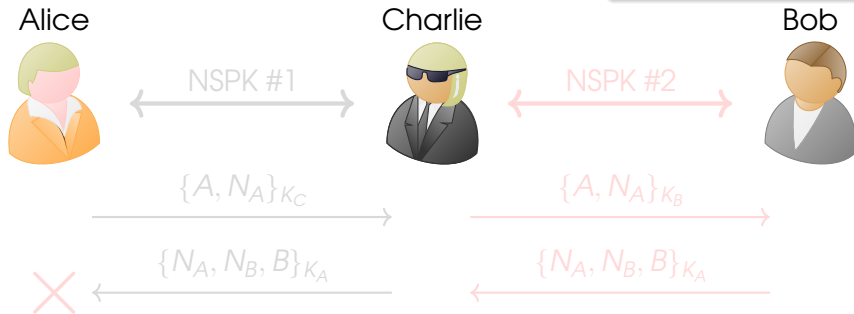 Alice Charlie Bob
NSPK #1 NSPK #2
{A, N_A}_{K_C} {A, N_A}_{K_B}
{N_A, N_B, B}_{K_A} {N_A, N_B, B}_{K_A}